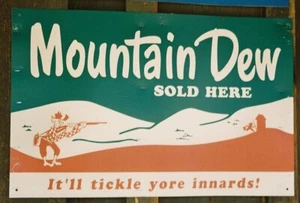 Mountain Dew
SOLD HERE
It'll tickle yore innards!